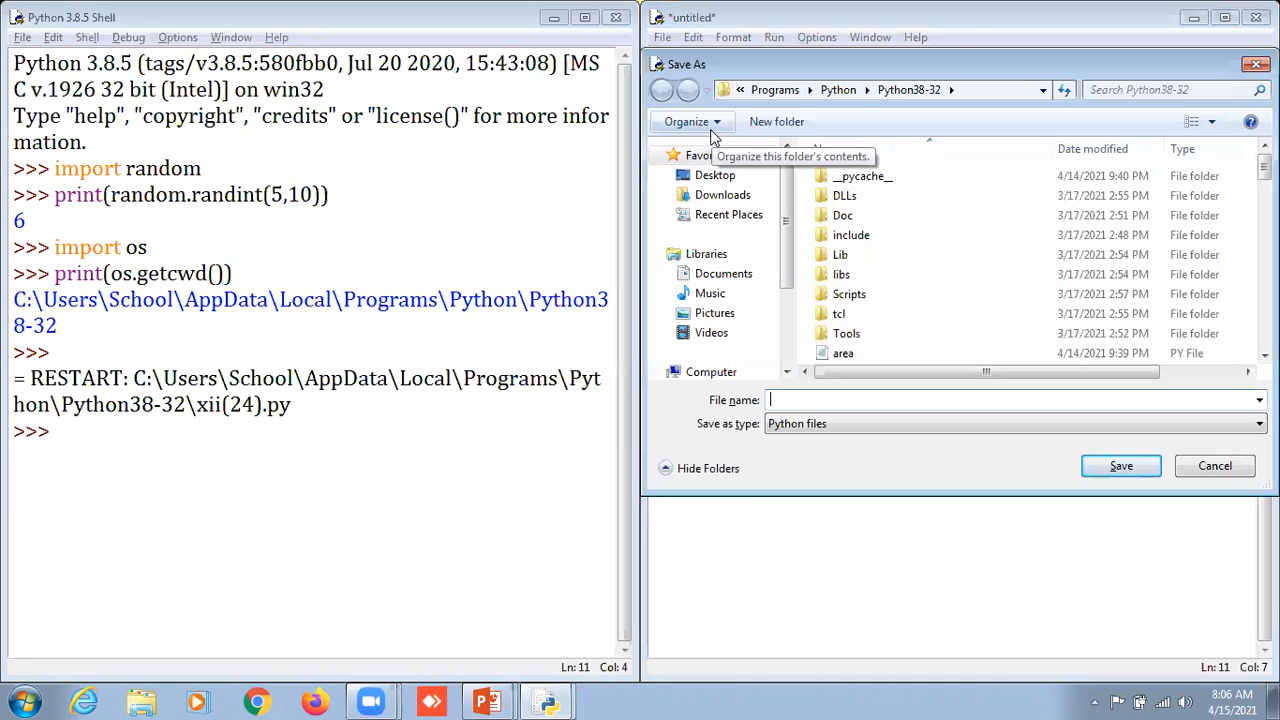 Python 3.8.5 Shell
File Edit Shell Debug Options Window Help
Python 3.8.5 (tags/v3.8.5:580fbb0, Jul 20 2020, 15:43:08) [MS
C v.1926 32 bit (Intel)] on win32
Type "help", "copyright", "credits" or "license()" for more infor
mation.
>>> import random
>>> print(random.randint(5,10))
6
>>> import os
>>> print(os.getcwd())
C:\Users\School\AppData\Local\Programs\Python\Python3
8-32
>>>
= RESTART: C:\Users\School\AppData\Local\Programs\Pyt
hon\Python38-32\xii(24).py
>>>
Ln: 11 Col: 4
*untitled*
File Edit Format Run Options Window Help
Save As
« Programs Python Python38-32
Search Python38-32
Organize New folder
Organize this folder's contents.
Favor
Desktop
Downloads
Recent Places
Libraries
Documents
Music
Pictures
Videos
Computer
Date modified Type
__pycache__ 4/14/2021 9:40 PM File folder
DLLs 3/17/2021 2:55 PM File folder
Doc 3/17/2021 2:51 PM File folder
include 3/17/2021 2:48 PM File folder
Lib 3/17/2021 2:54 PM File folder
libs 3/17/2021 2:54 PM File folder
Scripts 3/17/2021 2:57 PM File folder
tcl 3/17/2021 2:55 PM File folder
Tools 3/17/2021 2:52 PM File folder
area 4/14/2021 9:39 PM PY File
File name:
Save as type: Python files
Hide Folders Save Cancel
Ln: 11 Col: 7
8:06 AM
4/15/2021